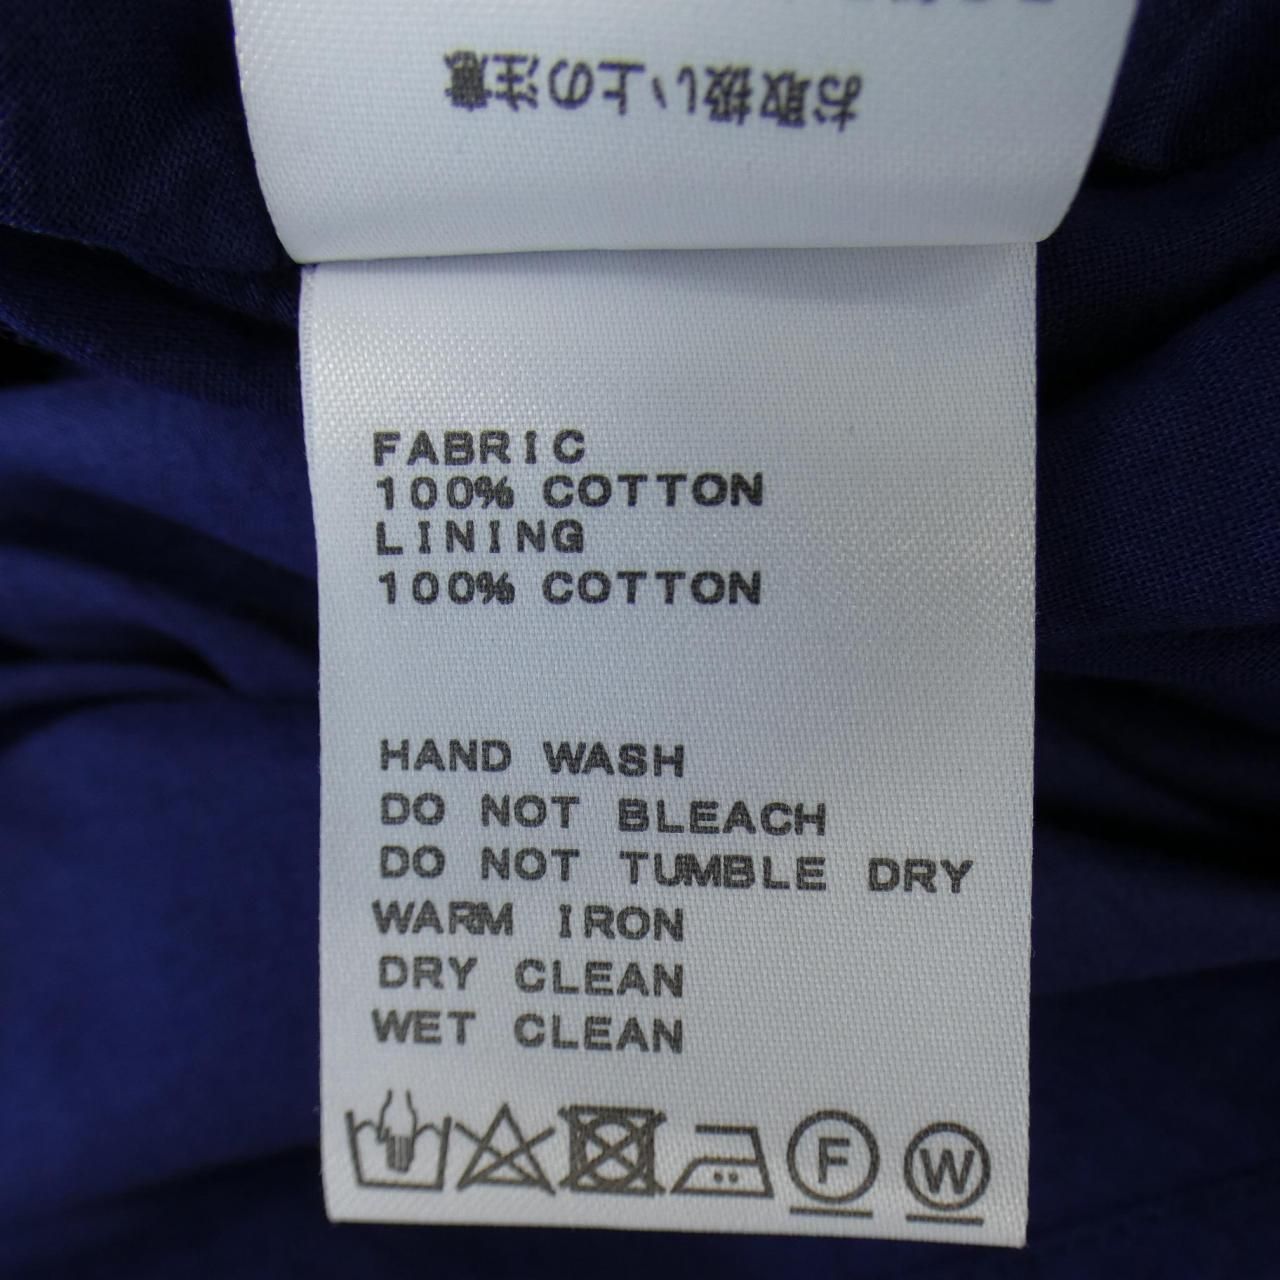 お取扱い上の注意
FABRIC
100% COTTON
LINING
100% COTTON
HAND WASH
DO NOT BLEACH
DO NOT TUMBLE DRY
WARM IRON
DRY CLEAN
WET CLEAN
F W